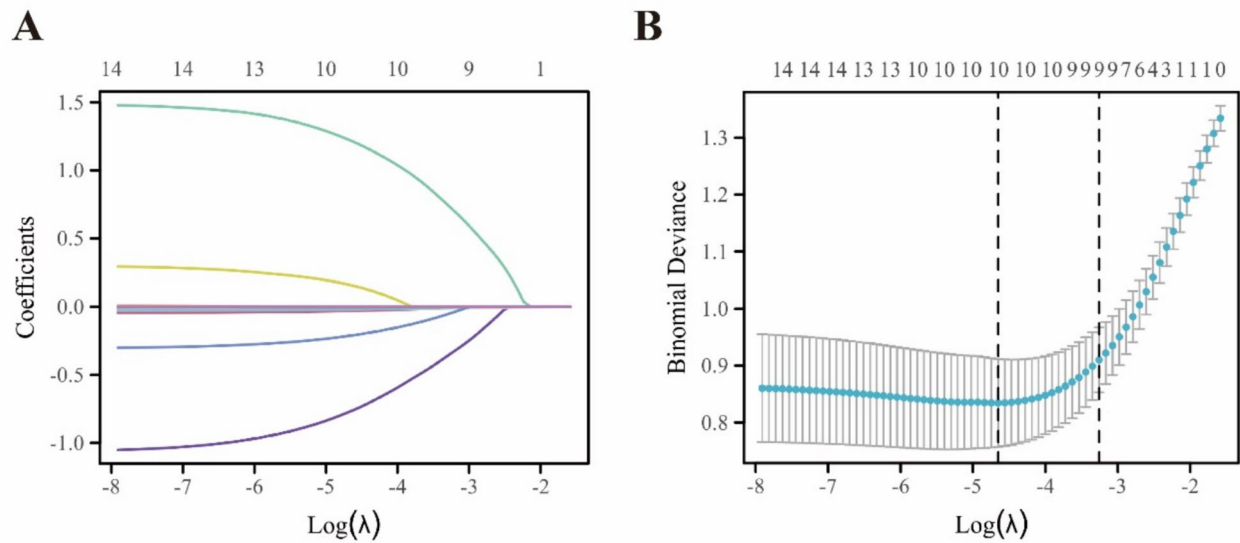 A
14 14 13 10 10 9 1
1.5
1.0
0.5
0.0
-0.5
-1.0
Coefficients
-8 -7 -6 -5 -4 -3 -2
Log(λ)
B
14 14 14 13 13 10 10 10 10 10 10 9 9 9 9 7 6 4 3 1 1 1 0
1.3
1.2
1.1
1.0
0.9
0.8
Binomial Deviance
-8 -7 -6 -5 -4 -3 -2
Log(λ)